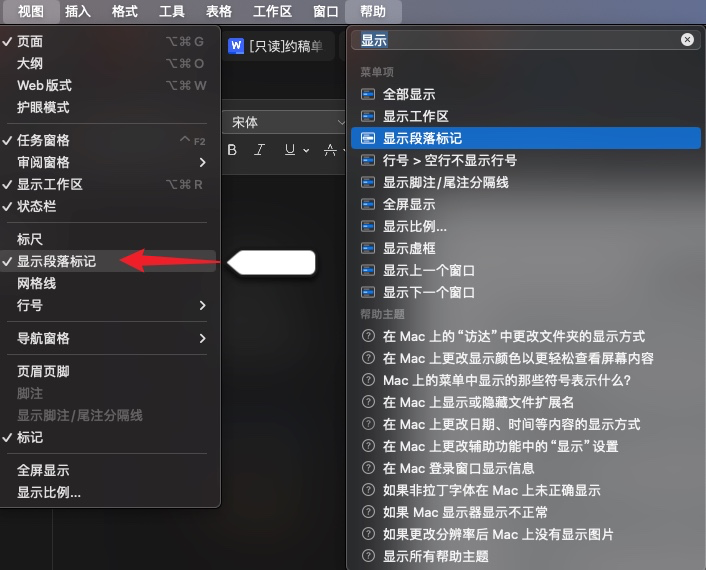 视图 插入 格式 工具 表格 工作区 窗口 帮助
✓ 页面 ⌥⌘G
大纲 ⌥⌘O
Web 版式 ⌥⌘W
护眼模式
✓ 任务窗格 ^F2
审阅窗格 >
✓ 显示工作区 ⌥⌘R
✓ 状态栏
标尺
✓ 显示段落标记
网格线
行号 >
导航窗格 >
页眉页脚
脚注
显示脚注/尾注分隔线
✓ 标记
全屏显示
显示比例...
W [只读]约稿单
宋体
B I U A
显示
菜单项
全部显示
显示工作区
显示段落标记
行号 > 空行不显示行号
显示脚注/尾注分隔线
全屏显示
显示比例...
显示虚框
显示上一个窗口
显示下一个窗口
帮助主题
在 Mac 上的“访达”中更改文件夹的显示方式
在 Mac 上更改显示颜色以更轻松查看屏幕内容
Mac 上的菜单中显示的那些符号表示什么?
在 Mac 上显示或隐藏文件扩展名
在 Mac 上更改日期、时间等内容的显示方式
在 Mac 上更改辅助功能中的“显示”设置
在 Mac 登录窗口显示信息
如果非拉丁字体在 Mac 上未正确显示
如果 Mac 显示器显示不正常
如果更改分辨率后 Mac 上没有显示图片
显示所有帮助主题